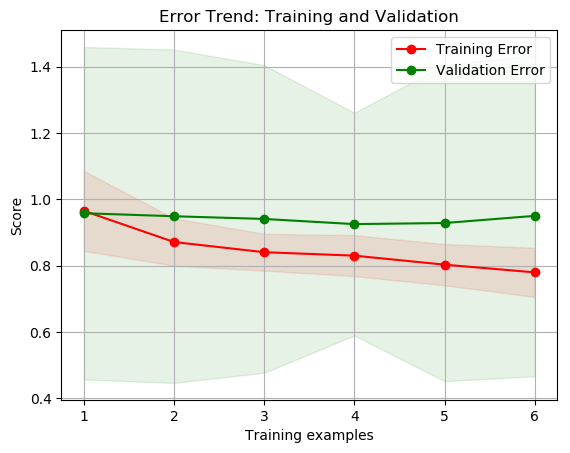 Error Trend: Training and Validation
Training Error
Validation Error
Score
1.4
1.2
1.0
0.8
0.6
0.4
1 2 3 4 5 6
Training examples